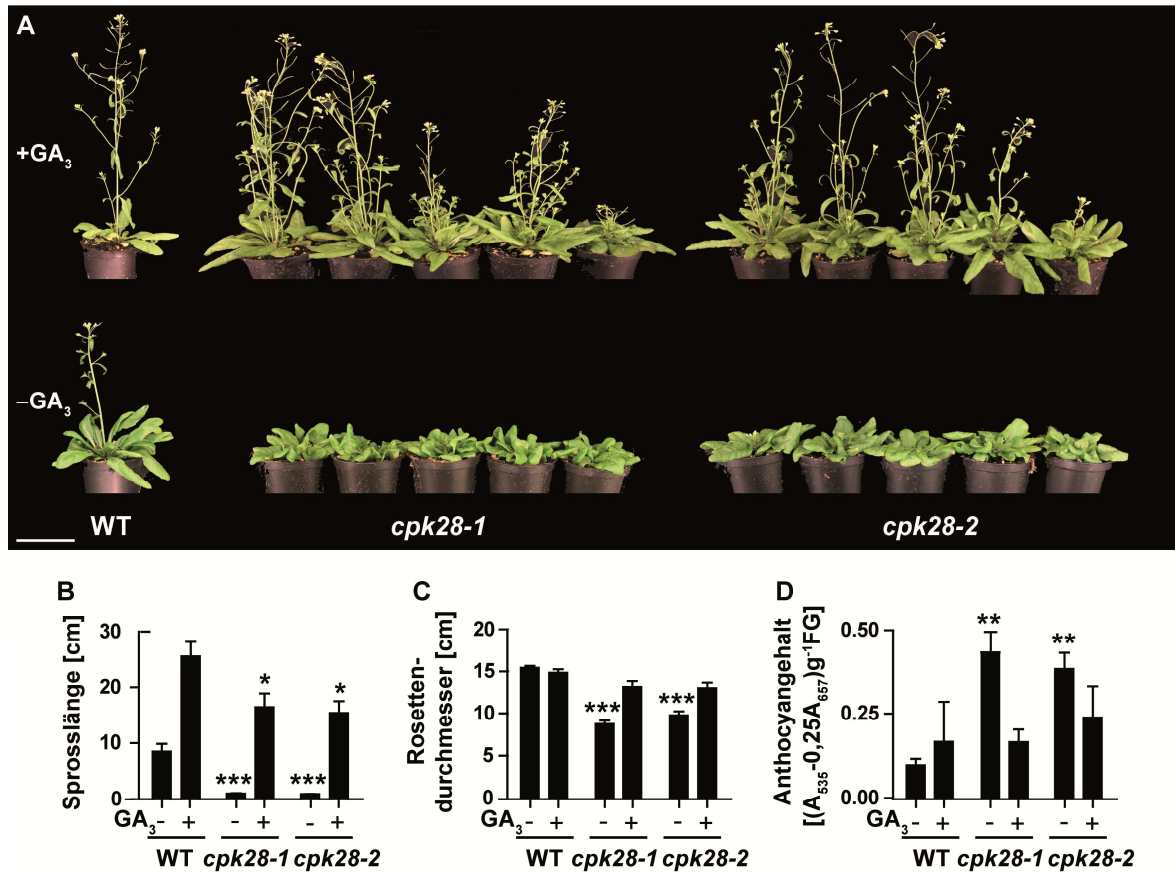 A
+GA3
–GA3
WT cpk28-1 cpk28-2
B
Sprosslänge [cm]
30
20
10
0
*** * *** *
GA3 - + - + - +
WT cpk28-1 cpk28-2
C
Rosetten-
durchmesser [cm]
20
15
10
5
0
*** ***
GA3 - + - + - +
WT cpk28-1 cpk28-2
D
Anthocyangehalt
[(A535-0,25A657)g-1FG]
0.50
0.25
0.00
** **
GA3 - + - + - +
WT cpk28-1 cpk28-2